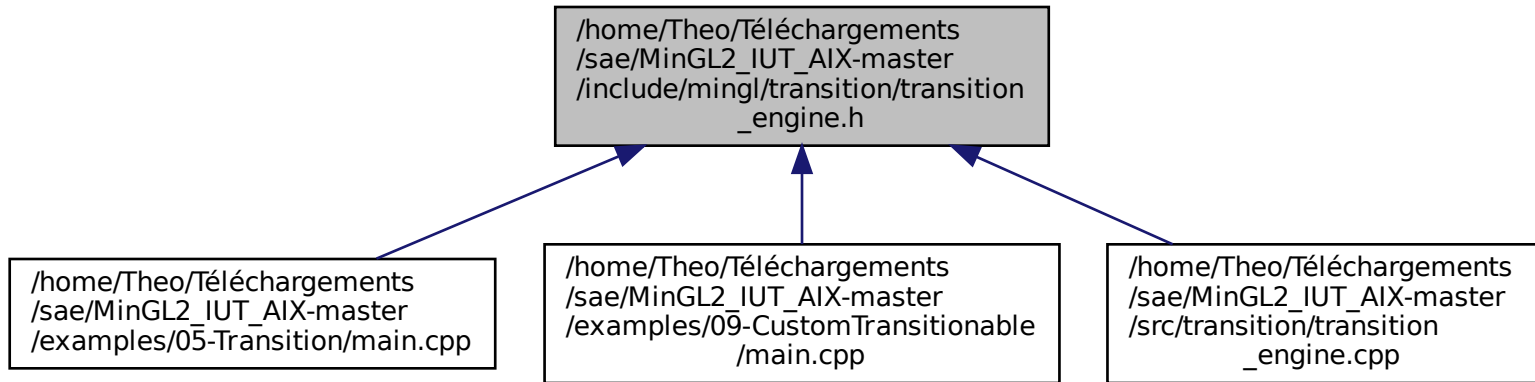 /home/Theo/Téléchargements
/sae/MinGL2_IUT_AIX-master
/include/mingl/transition/transition
_engine.h
/home/Theo/Téléchargements
/sae/MinGL2_IUT_AIX-master
/examples/05-Transition/main.cpp
/home/Theo/Téléchargements
/sae/MinGL2_IUT_AIX-master
/examples/09-CustomTransitionable
/main.cpp
/home/Theo/Téléchargements
/sae/MinGL2_IUT_AIX-master
/src/transition/transition
_engine.cpp